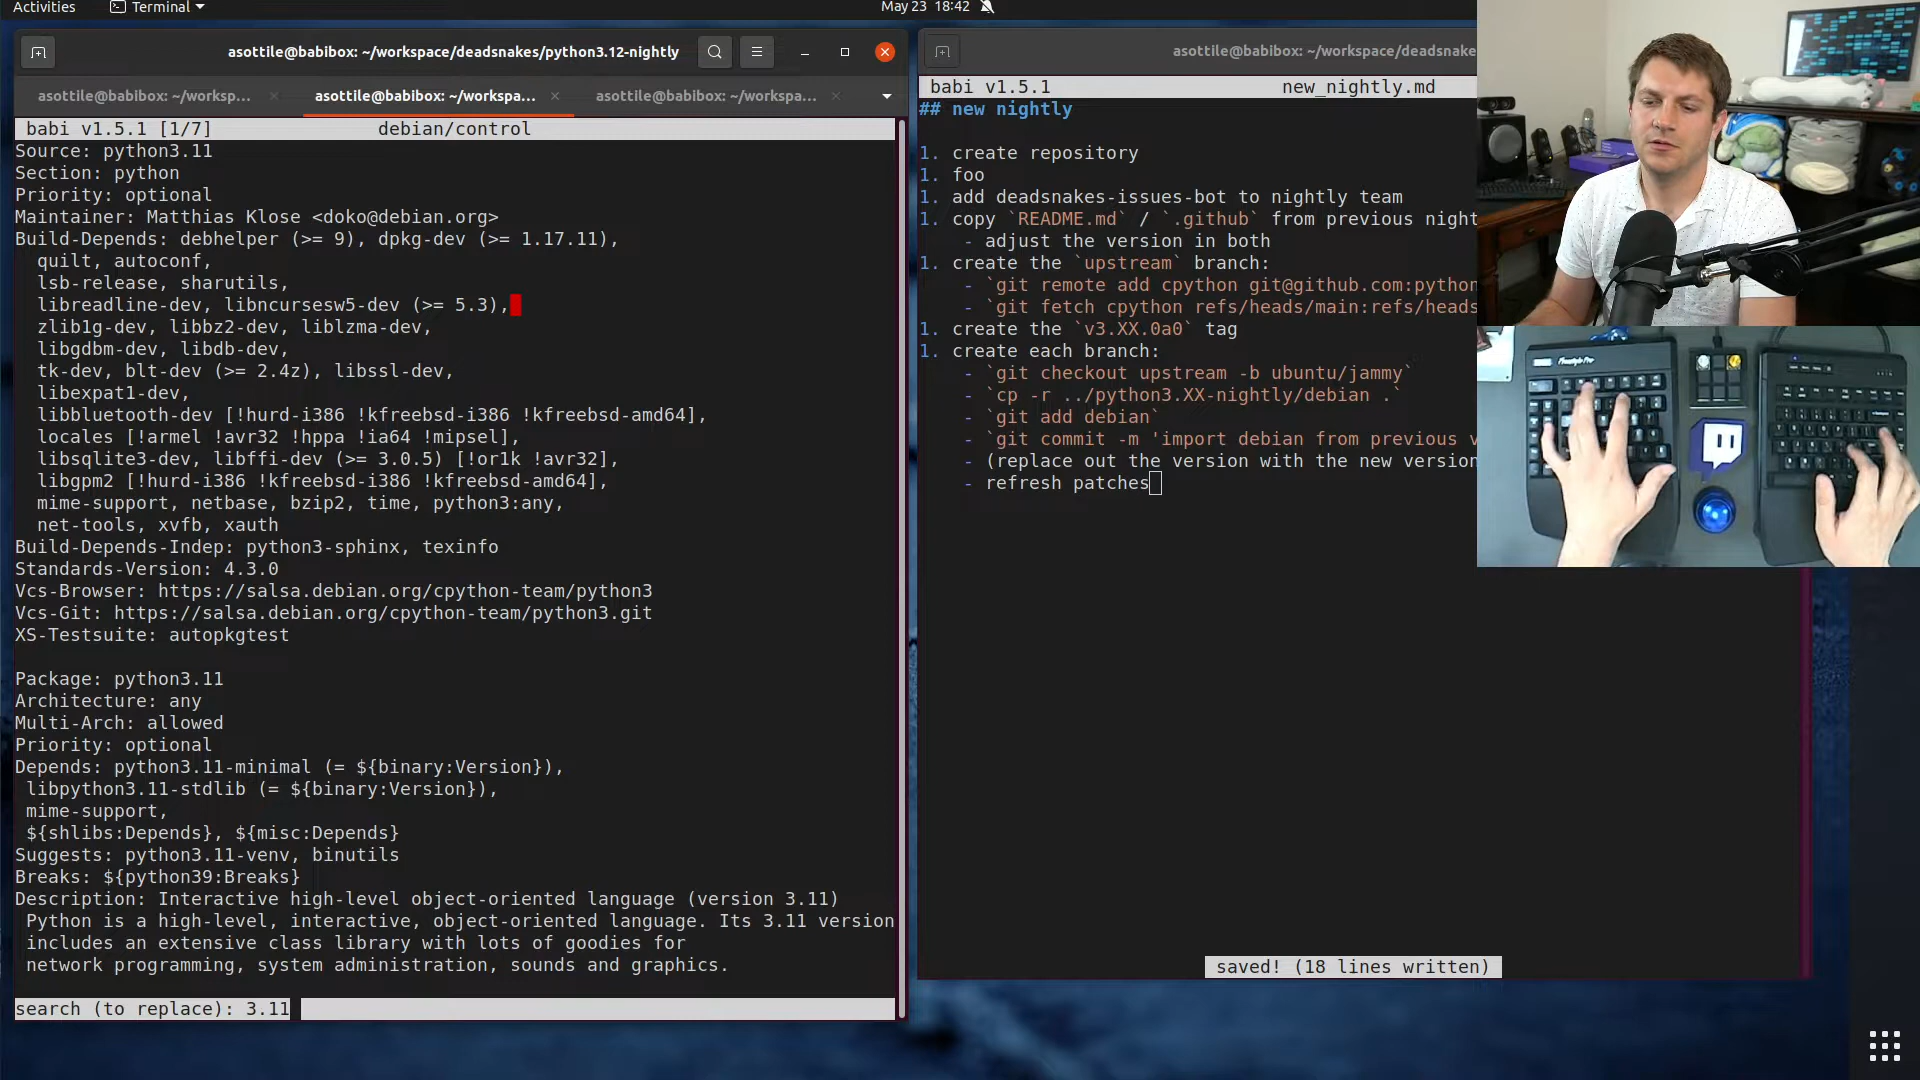 Activities
Terminal
May 23 18:42
asottile@babibox: ~/workspace/deadsnakes/python3.12-nightly
asottile@babibox: ~/worksp...
asottile@babibox: ~/workspa...
asottile@babibox: ~/workspa...
babi v1.5.1 [1/7] debian/control
Source: python3.11
Section: python
Priority: optional
Maintainer: Matthias Klose <doko@debian.org>
Build-Depends: debhelper (>= 9), dpkg-dev (>= 1.17.11),
quilt, autoconf,
lsb-release, sharutils,
libreadline-dev, libncursesw5-dev (>= 5.3),
zlib1g-dev, libbz2-dev, liblzma-dev,
libgdbm-dev, libdb-dev,
tk-dev, blt-dev (>= 2.4z), libssl-dev,
libexpat1-dev,
libbluetooth-dev [!hurd-i386 !kfreebsd-i386 !kfreebsd-amd64],
locales [!armel !avr32 !hppa !ia64 !mipsel],
libsqlite3-dev, libffi-dev (>= 3.0.5) [!or1k !avr32],
libgpm2 [!hurd-i386 !kfreebsd-i386 !kfreebsd-amd64],
mime-support, netbase, bzip2, time, python3:any,
net-tools, xvfb, xauth
Build-Depends-Indep: python3-sphinx, texinfo
Standards-Version: 4.3.0
Vcs-Browser: https://salsa.debian.org/cpython-team/python3
Vcs-Git: https://salsa.debian.org/cpython-team/python3.git
XS-Testsuite: autopkgtest
Package: python3.11
Architecture: any
Multi-Arch: allowed
Priority: optional
Depends: python3.11-minimal (= ${binary:Version}),
libpython3.11-stdlib (= ${binary:Version}),
mime-support,
${shlibs:Depends}, ${misc:Depends}
Suggests: python3.11-venv, binutils
Breaks: ${python39:Breaks}
Description: Interactive high-level object-oriented language (version 3.11)
Python is a high-level, interactive, object-oriented language. Its 3.11 version
includes an extensive class library with lots of goodies for
network programming, system administration, sounds and graphics.
search (to replace): 3.11
asottile@babibox: ~/workspace/deadsnake
babi v1.5.1 new_nightly.md
## new nightly
1. create repository
1. foo
1. add deadsnakes-issues-bot to nightly team
1. copy `README.md` / `.github` from previous night
- adjust the version in both
1. create the `upstream` branch:
- `git remote add cpython git@github.com:python
- `git fetch cpython refs/heads/main:refs/heads
1. create the `v3.XX.0a0` tag
1. create each branch:
- `git checkout upstream -b ubuntu/jammy`
- `cp -r ../python3.XX-nightly/debian .`
- `git add debian`
- `git commit -m 'import debian from previous v
- (replace out the version with the new version
- refresh patches
saved! (18 lines written)